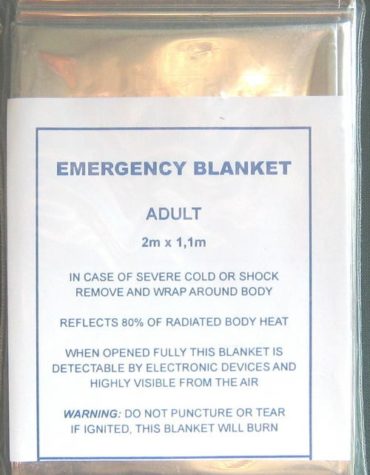 EMERGENCY BLANKET
ADULT
2m x 1,1m
IN CASE OF SEVERE COLD OR SHOCK
REMOVE AND WRAP AROUND BODY
REFLECTS 80% OF RADIATED BODY HEAT
WHEN OPENED FULLY THIS BLANKET IS
DETECTABLE BY ELECTRONIC DEVICES AND
HIGHLY VISIBLE FROM THE AIR
WARNING: DO NOT PUNCTURE OR TEAR
IF IGNITED, THIS BLANKET WILL BURN